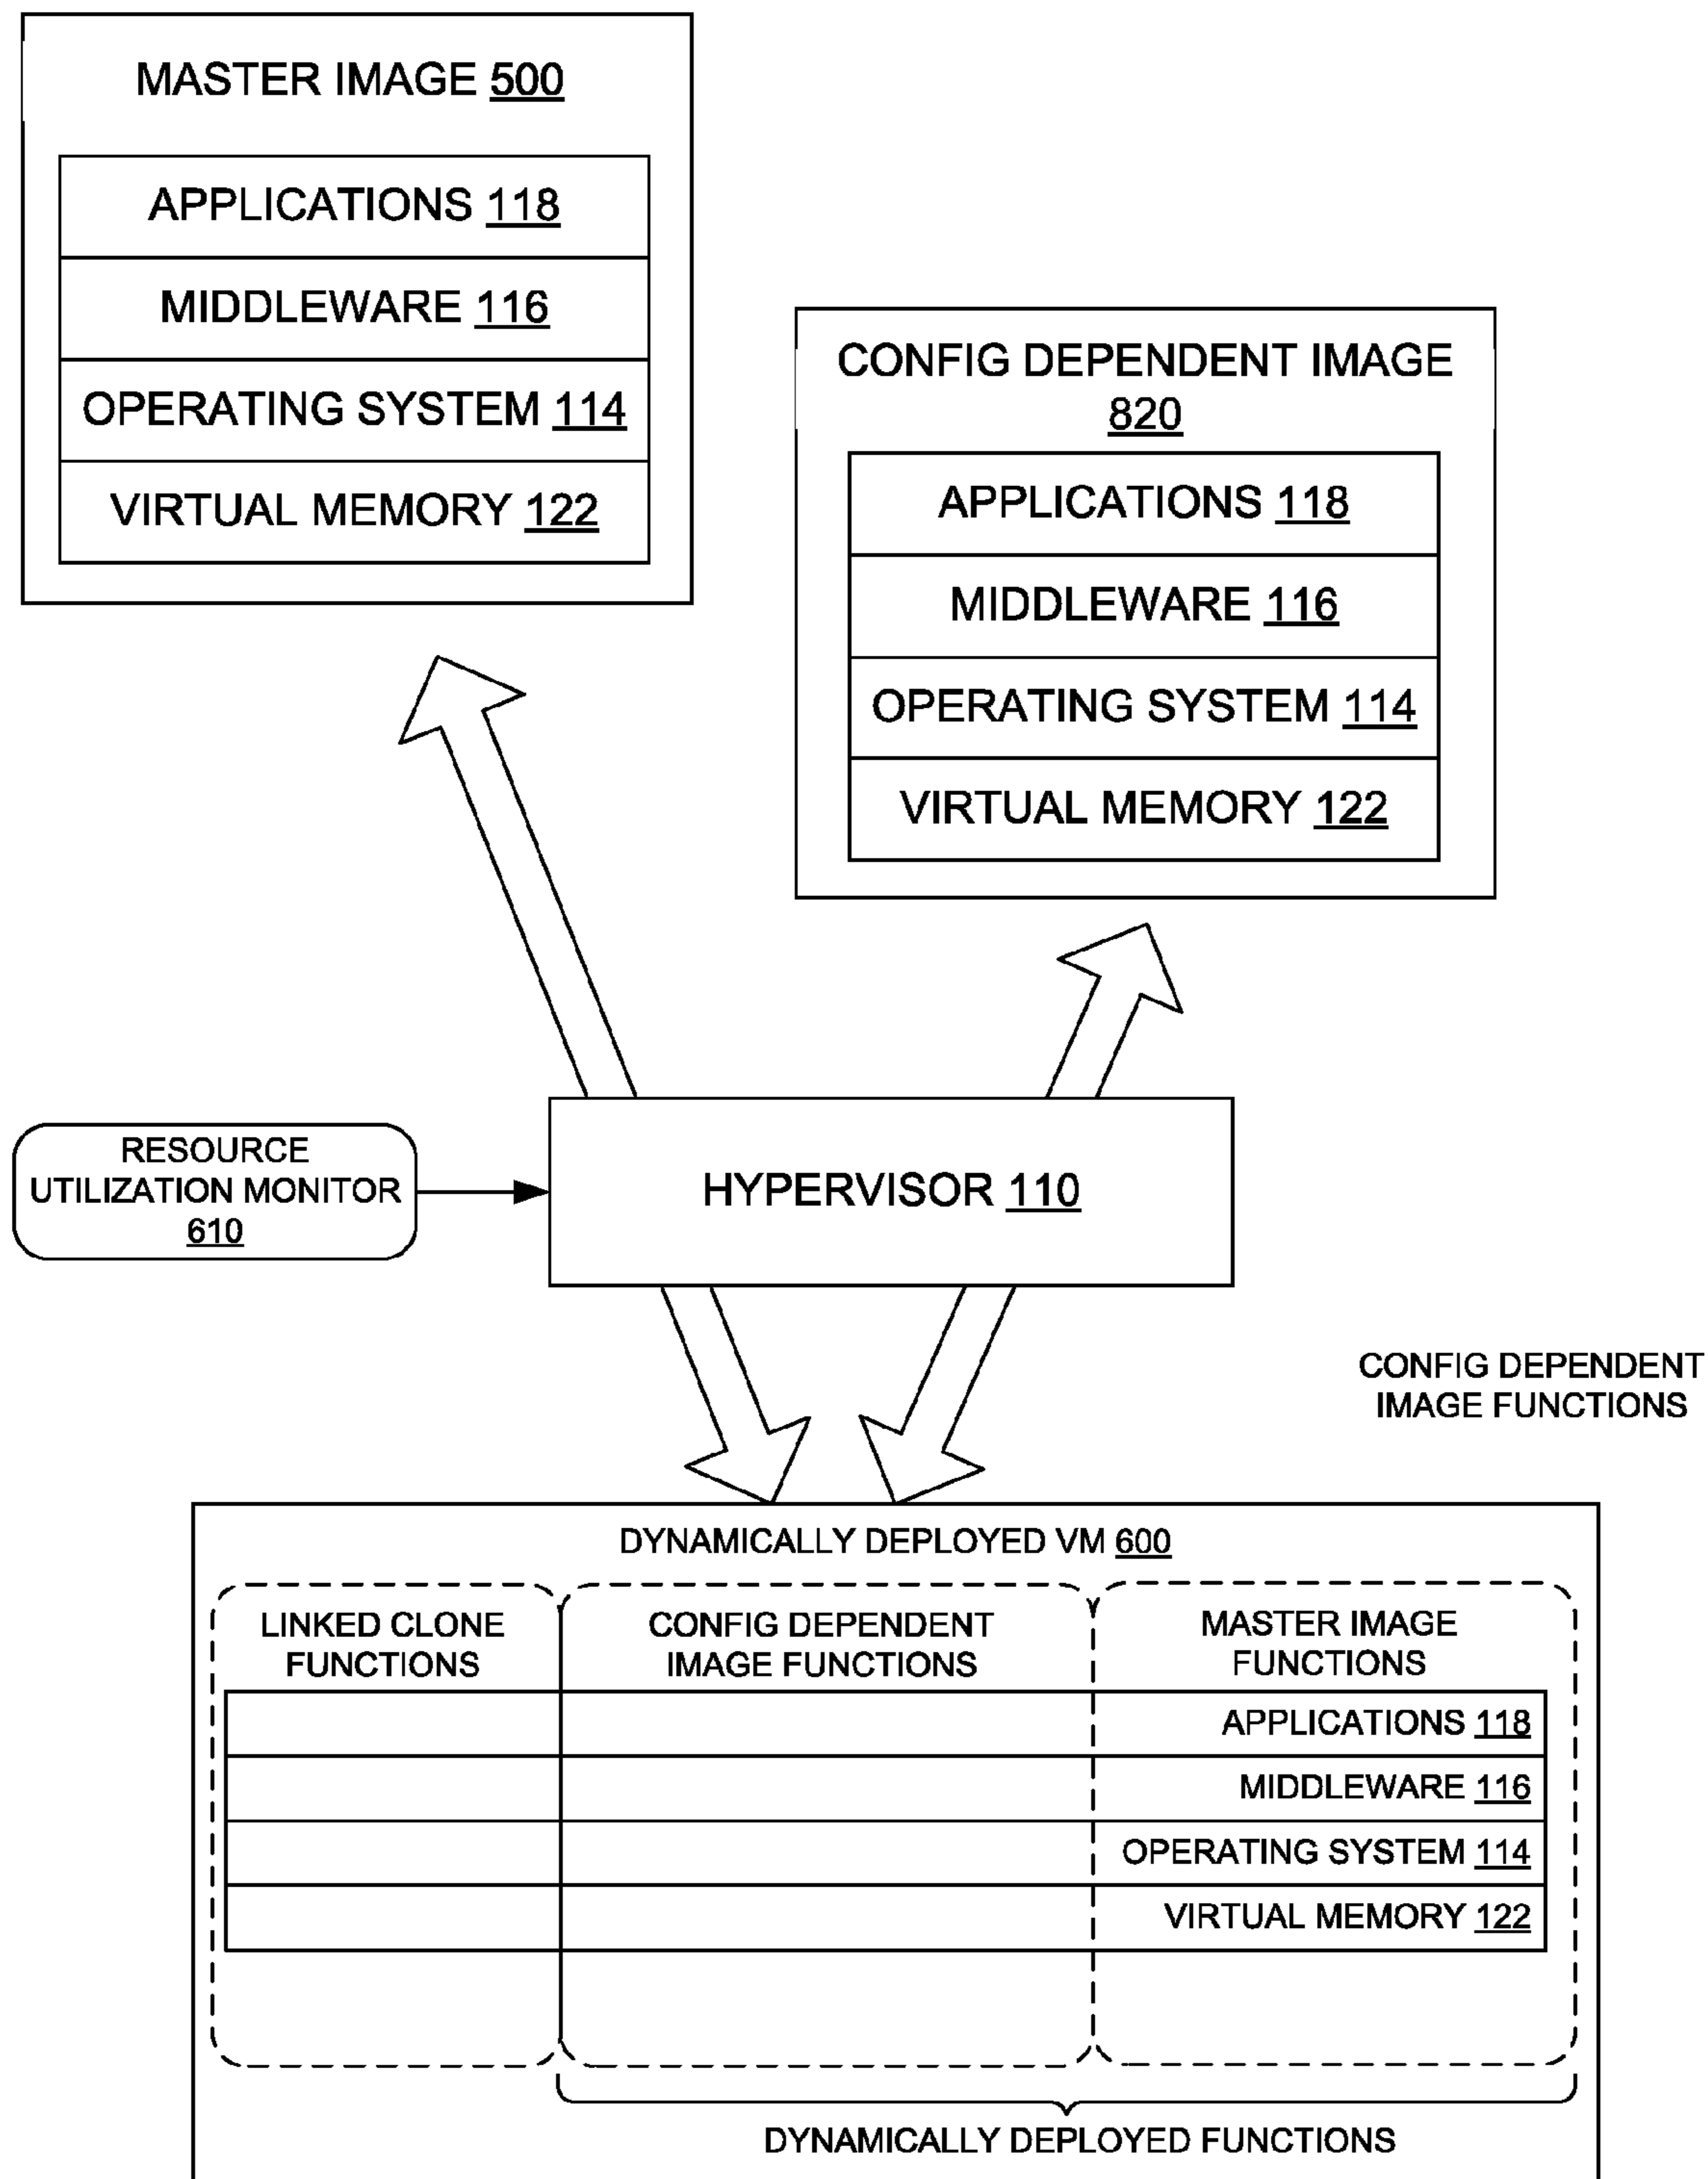 MASTER IMAGE 500
APPLICATIONS 118
MIDDLEWARE 116
OPERATING SYSTEM 114
VIRTUAL MEMORY 122
CONFIG DEPENDENT IMAGE
820
APPLICATIONS 118
MIDDLEWARE 116
OPERATING SYSTEM 114
VIRTUAL MEMORY 122
RESOURCE
UTILIZATION MONITOR
610
HYPERVISOR 110
CONFIG DEPENDENT
IMAGE FUNCTIONS
DYNAMICALLY DEPLOYED VM 600
LINKED CLONE
FUNCTIONS
CONFIG DEPENDENT
IMAGE FUNCTIONS
MASTER IMAGE
FUNCTIONS
APPLICATIONS 118
MIDDLEWARE 116
OPERATING SYSTEM 114
VIRTUAL MEMORY 122
DYNAMICALLY DEPLOYED FUNCTIONS